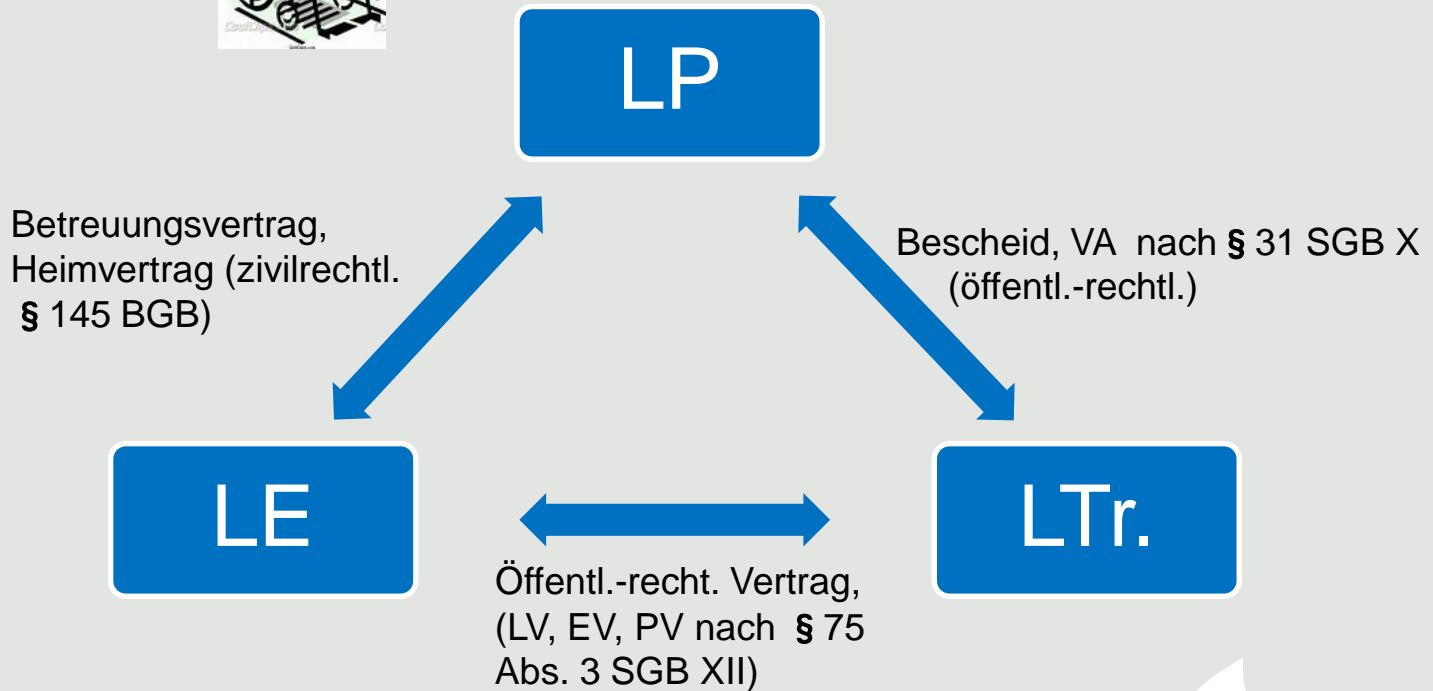 LP
Betreuungsvertrag,
Heimvertrag (zivilrechtl.
§ 145 BGB)
Bescheid, VA nach § 31 SGB X
(öffentl.-rechtl.)
LE
LTr.
Öffentl.-recht. Vertrag,
(LV, EV, PV nach § 75
Abs. 3 SGB XII)